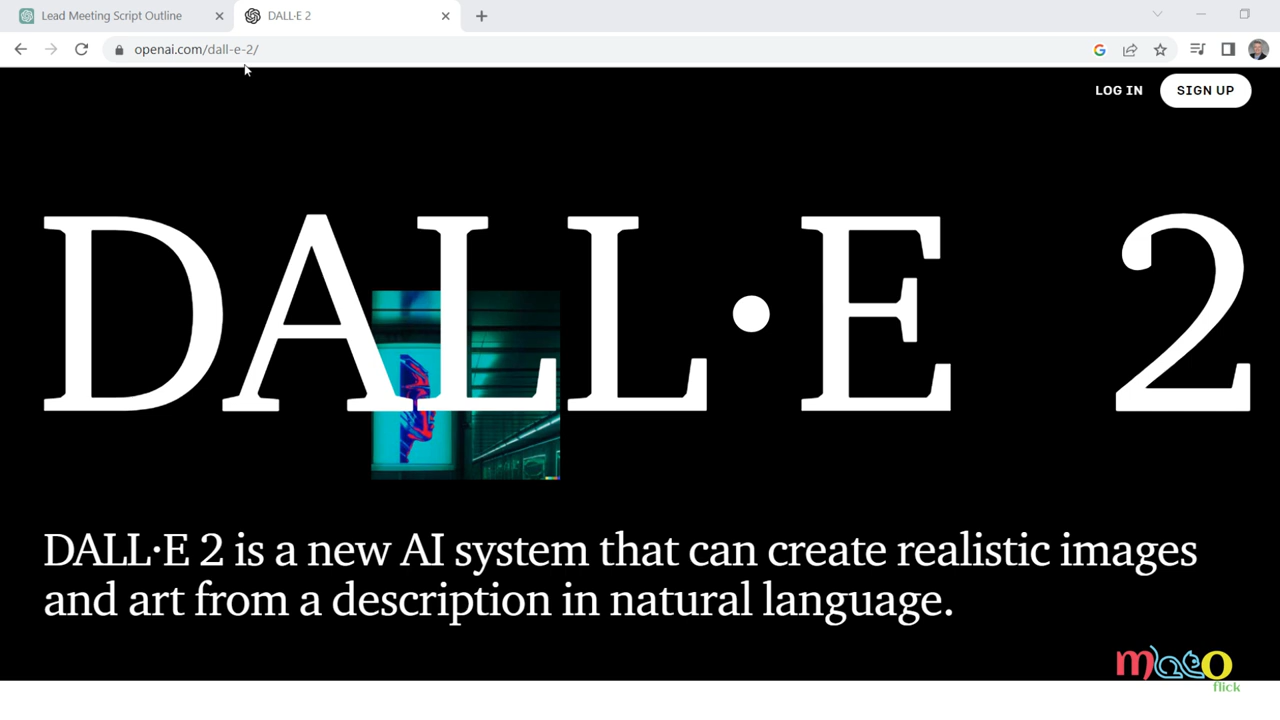 Lead Meeting Script Outline
DALL·E 2
openai.com/dall-e-2/
LOG IN
SIGN UP
DALL·E 2
DALL·E 2 is a new AI system that can create realistic images
and art from a description in natural language.
flick